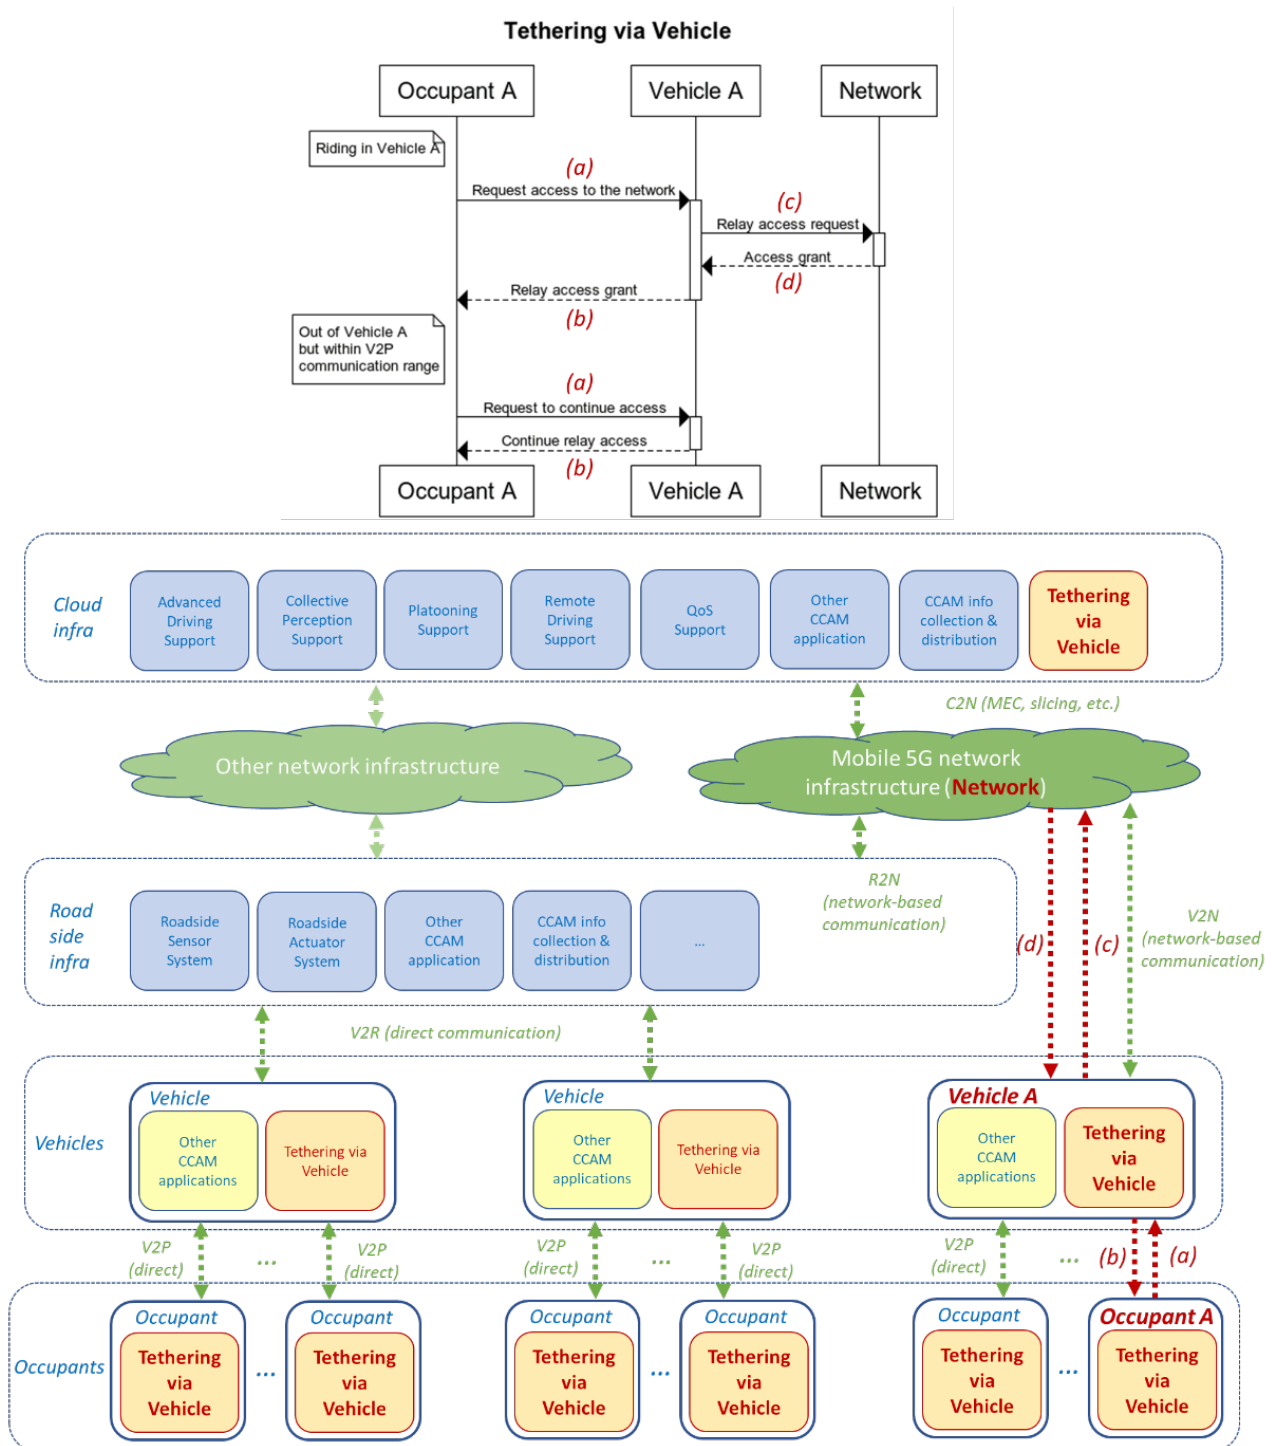 Tethering via Vehicle
Occupant A
Vehicle A
Network
Riding in Vehicle A
(a)
Request access to the network
(c)
Relay access request
Access grant
(d)
Relay access grant
(b)
Out of Vehicle A
but within V2P
communication range
(a)
Request to continue access
Continue relay access
(b)
Occupant A
Vehicle A
Network
Cloud
infra
Advanced
Driving
Support
Collective
Perception
Support
Platooning
Support
Remote
Driving
Support
QoS
Support
Other
CCAM
application
CCAM info
collection &
distribution
Tethering
via
Vehicle
C2N (MEC, slicing, etc.)
Other network infrastructure
Mobile 5G network
infrastructure (Network)
Road
side
infra
Roadside
Sensor
System
Roadside
Actuator
System
Other
CCAM
application
CCAM info
collection &
distribution
...
R2N
(network-based
communication)
(d)
(c)
V2N
(network-based
communication)
V2R (direct communication)
Vehicles
Vehicle
Other
CCAM
applications
Tethering via
Vehicle
Vehicle
Other
CCAM
applications
Tethering via
Vehicle
Vehicle A
Other
CCAM
applications
Tethering
via
Vehicle
V2P
(direct)
...
V2P
(direct)
V2P
(direct)
...
V2P
(direct)
V2P
(direct)
...
(b)
(a)
Occupants
Occupant
Tethering
via
Vehicle
...
Occupant
Tethering
via
Vehicle
Occupant
Tethering
via
Vehicle
...
Occupant
Tethering
via
Vehicle
Occupant
Tethering
via
Vehicle
...
Occupant A
Tethering
via
Vehicle